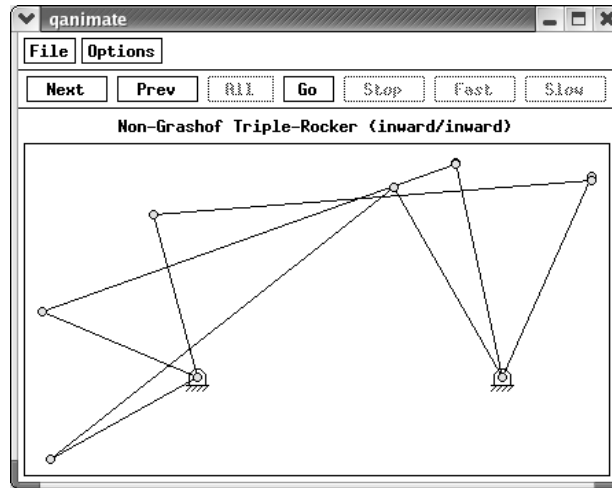 qanimate
File Options
Next Prev All Go Stop Fast Slow
Non-Grashof Triple-Rocker (inward/inward)